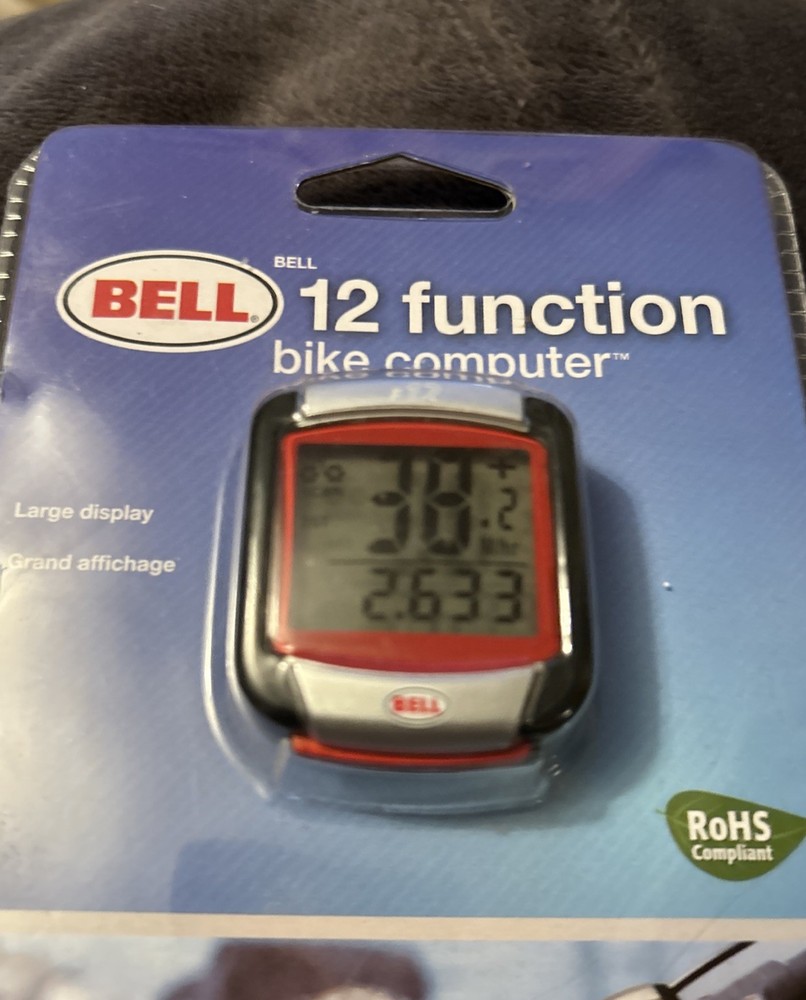 BELL
BELL
12 function
bike computer™
Large display
Grand affichage
38.2
2.633
BELL
RoHS
Compliant